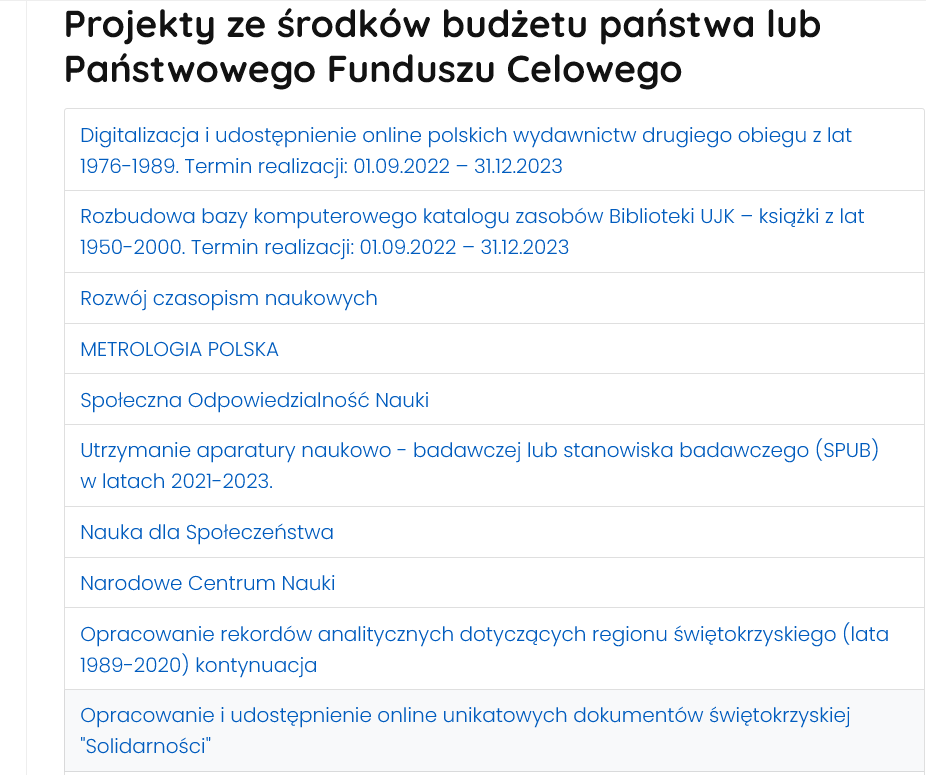 Projekty ze środków budżetu państwa lub
Państwowego Funduszu Celowego
Digitalizacja i udostępnienie online polskich wydawnictw drugiego obiegu z lat
1976-1989. Termin realizacji: 01.09.2022 – 31.12.2023
Rozbudowa bazy komputerowego katalogu zasobów Biblioteki UJK – książki z lat
1950-2000. Termin realizacji: 01.09.2022 – 31.12.2023
Rozwój czasopism naukowych
METROLOGIA POLSKA
Społeczna Odpowiedzialność Nauki
Utrzymanie aparatury naukowo - badawczej lub stanowiska badawczego (SPUB)
w latach 2021-2023.
Nauka dla Społeczeństwa
Narodowe Centrum Nauki
Opracowanie rekordów analitycznych dotyczących regionu świętokrzyskiego (lata
1989-2020) kontynuacja
Opracowanie i udostępnienie online unikatowych dokumentów świętokrzyskiej
"Solidarności"